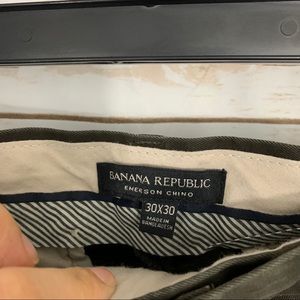 BANANA REPUBLIC
EMERSON CHINO
30X30
MADE IN
BANGLADESH